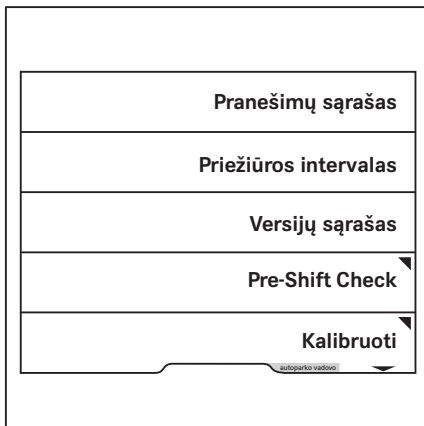 Pranešimų sąrašas
Priežiūros intervalas
Versijų sąrašas
Pre-Shift Check
Kalibruoti
autoparko vadovo